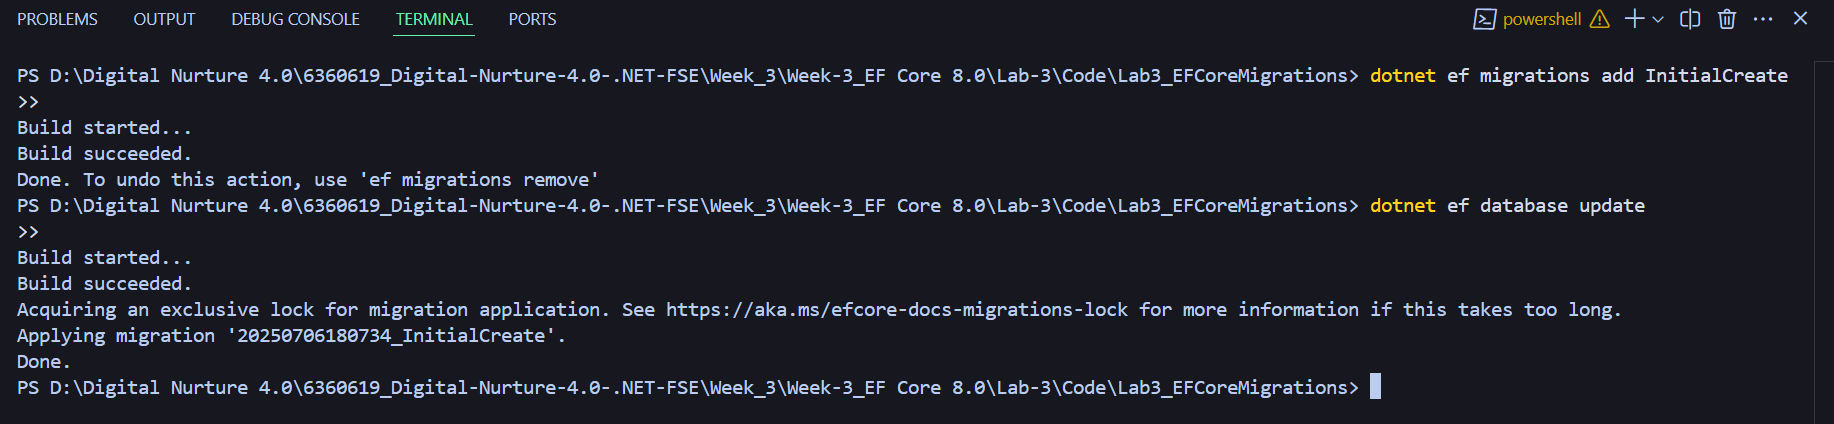 PROBLEMS OUTPUT DEBUG CONSOLE TERMINAL PORTS powershell
PS D:\Digital Nurture 4.0\6360619_Digital-Nurture-4.0-.NET-FSE\Week_3\Week-3_EF Core 8.0\Lab-3\Code\Lab3_EFCoreMigrations> dotnet ef migrations add InitialCreate
>>
Build started...
Build succeeded.
Done. To undo this action, use 'ef migrations remove'
PS D:\Digital Nurture 4.0\6360619_Digital-Nurture-4.0-.NET-FSE\Week_3\Week-3_EF Core 8.0\Lab-3\Code\Lab3_EFCoreMigrations> dotnet ef database update
>>
Build started...
Build succeeded.
Acquiring an exclusive lock for migration application. See https://aka.ms/efcore-docs-migrations-lock for more information if this takes too long.
Applying migration '20250706180734_InitialCreate'.
Done.
PS D:\Digital Nurture 4.0\6360619_Digital-Nurture-4.0-.NET-FSE\Week_3\Week-3_EF Core 8.0\Lab-3\Code\Lab3_EFCoreMigrations>